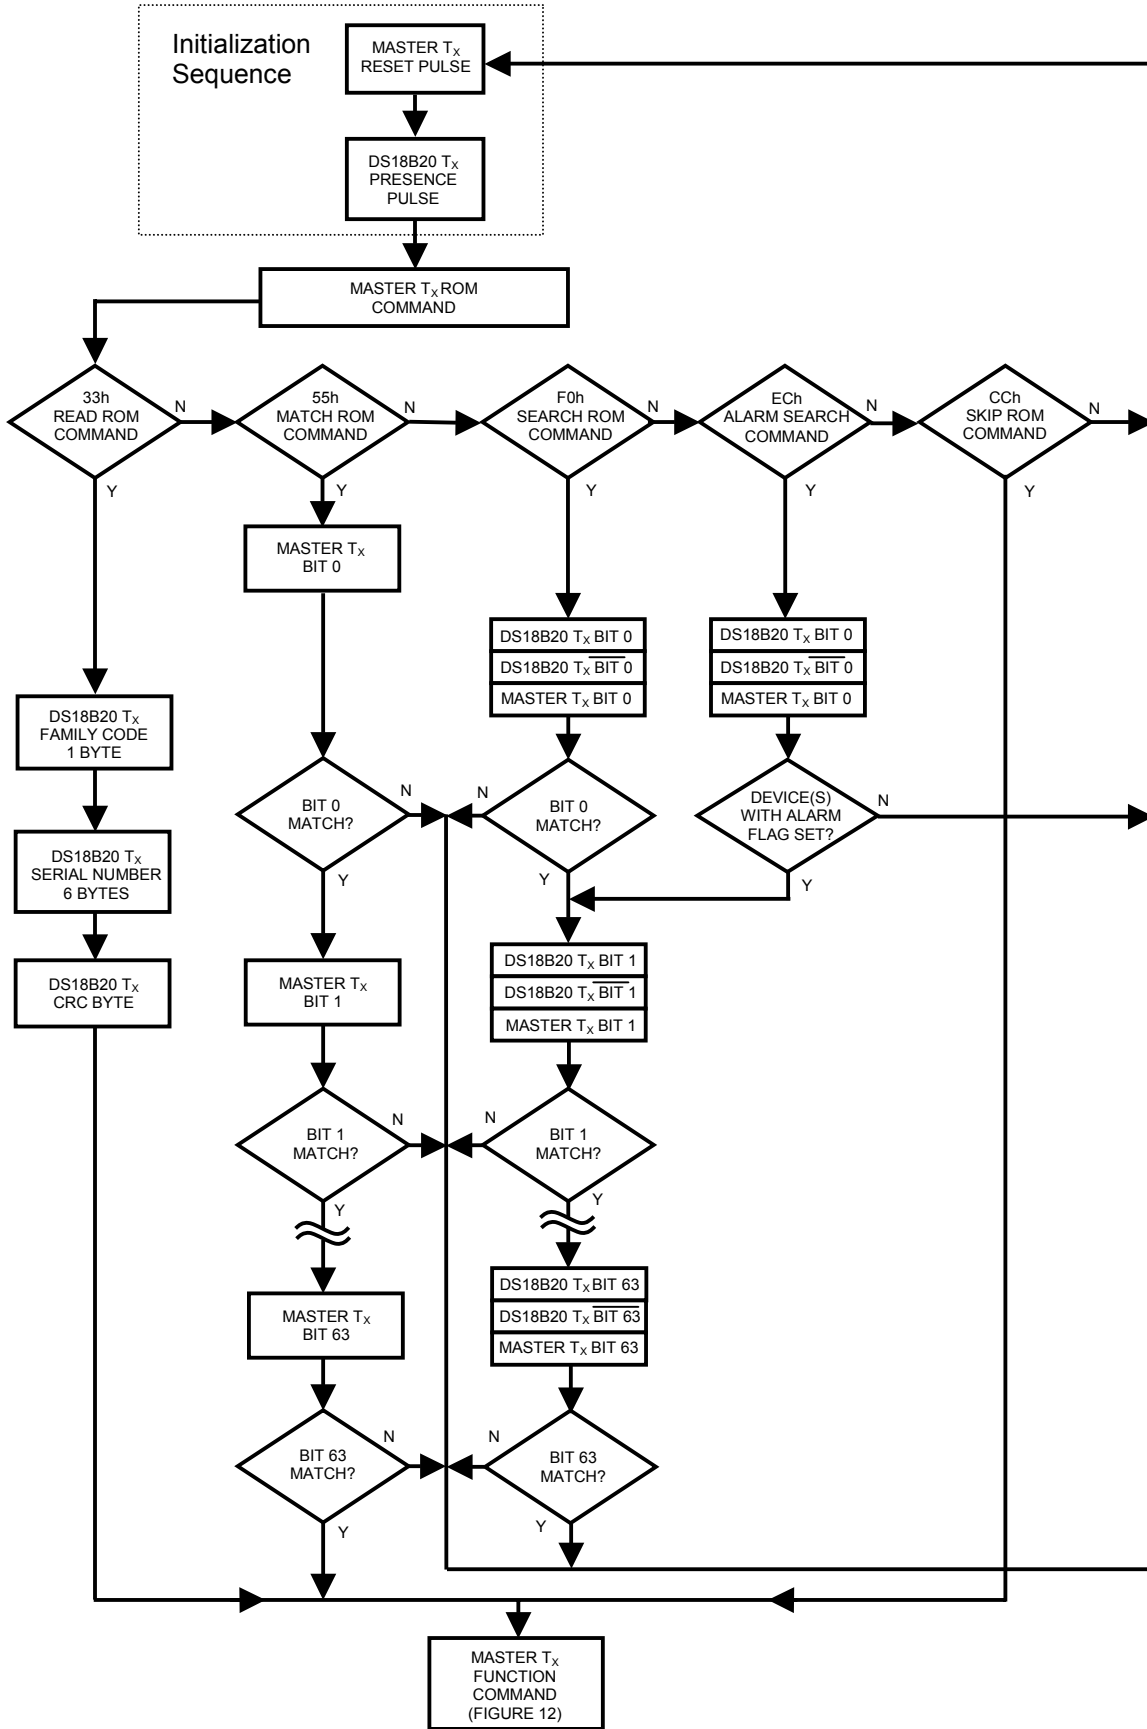 Initialization
Sequence
MASTER TX
RESET PULSE
DS18B20 TX
PRESENCE
PULSE
MASTER TX ROM
COMMAND
33h
READ ROM
COMMAND
N
Y
55h
MATCH ROM
COMMAND
N
Y
F0h
SEARCH ROM
COMMAND
N
Y
ECh
ALARM SEARCH
COMMAND
N
Y
CCh
SKIP ROM
COMMAND
N
Y
DS18B20 TX
FAMILY CODE
1 BYTE
DS18B20 TX
SERIAL NUMBER
6 BYTES
DS18B20 TX
CRC BYTE
MASTER TX
BIT 0
BIT 0
MATCH?
N
Y
MASTER TX
BIT 1
BIT 1
MATCH?
N
Y
MASTER TX
BIT 63
BIT 63
MATCH?
N
Y
DS18B20 TX BIT 0
DS18B20 TX BIT 0
MASTER TX BIT 0
BIT 0
MATCH?
N
Y
DS18B20 TX BIT 1
DS18B20 TX BIT 1
MASTER TX BIT 1
BIT 1
MATCH?
N
Y
DS18B20 TX BIT 63
DS18B20 TX BIT 63
MASTER TX BIT 63
BIT 63
MATCH?
N
Y
DS18B20 TX BIT 0
DS18B20 TX BIT 0
MASTER TX BIT 0
DEVICE(S)
WITH ALARM
FLAG SET?
N
Y
MASTER TX
FUNCTION
COMMAND
(FIGURE 12)